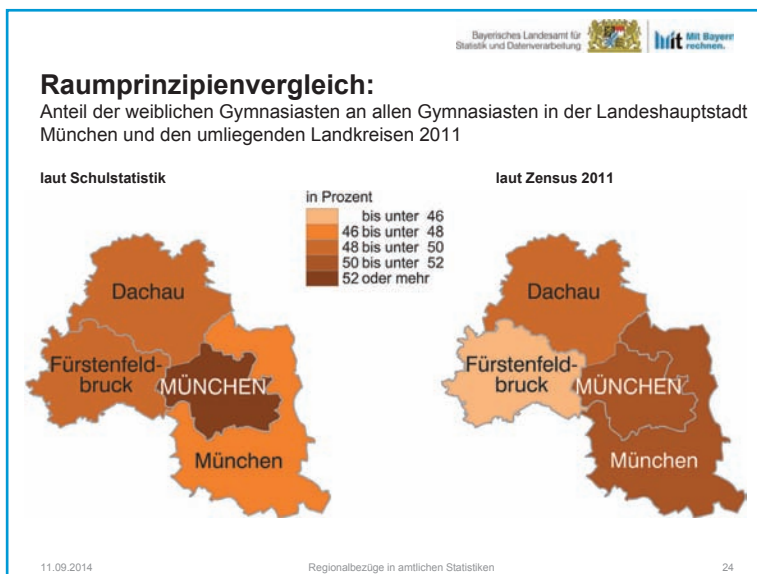 Bayerisches Landesamt für
Statistik und Datenverarbeitung
Mit Bayern
rechnen.
Raumprinzipienvergleich:
Anteil der weiblichen Gymnasiasten an allen Gymnasiasten in der Landeshauptstadt
München und den umliegenden Landkreisen 2011
laut Schulstatistik
laut Zensus 2011
in Prozent
bis unter 46
46 bis unter 48
48 bis unter 50
50 bis unter 52
52 oder mehr
Dachau
Fürstenfeld-
bruck
MÜNCHEN
München
Dachau
Fürstenfeld-
bruck
MÜNCHEN
München
11.09.2014
Regionalbezüge in amtlichen Statistiken
24